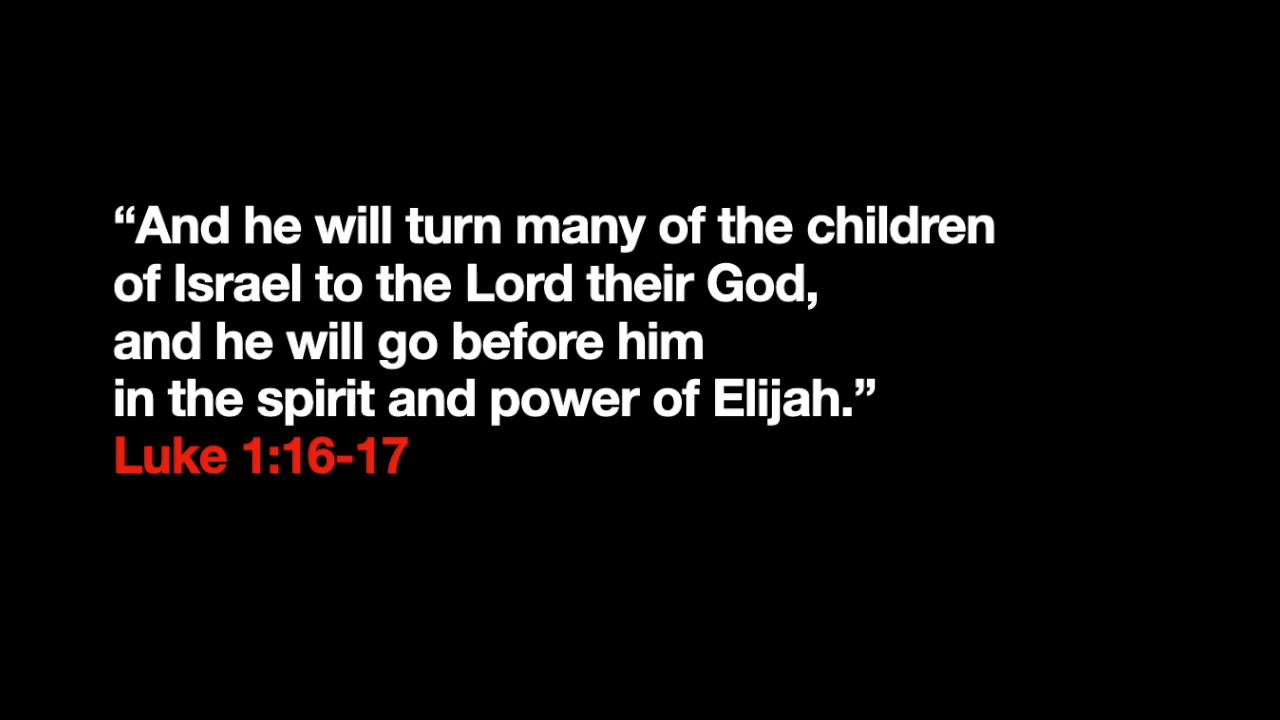 “And he will turn many of the children
of Israel to the Lord their God,
and he will go before him
in the spirit and power of Elijah.”
Luke 1:16-17